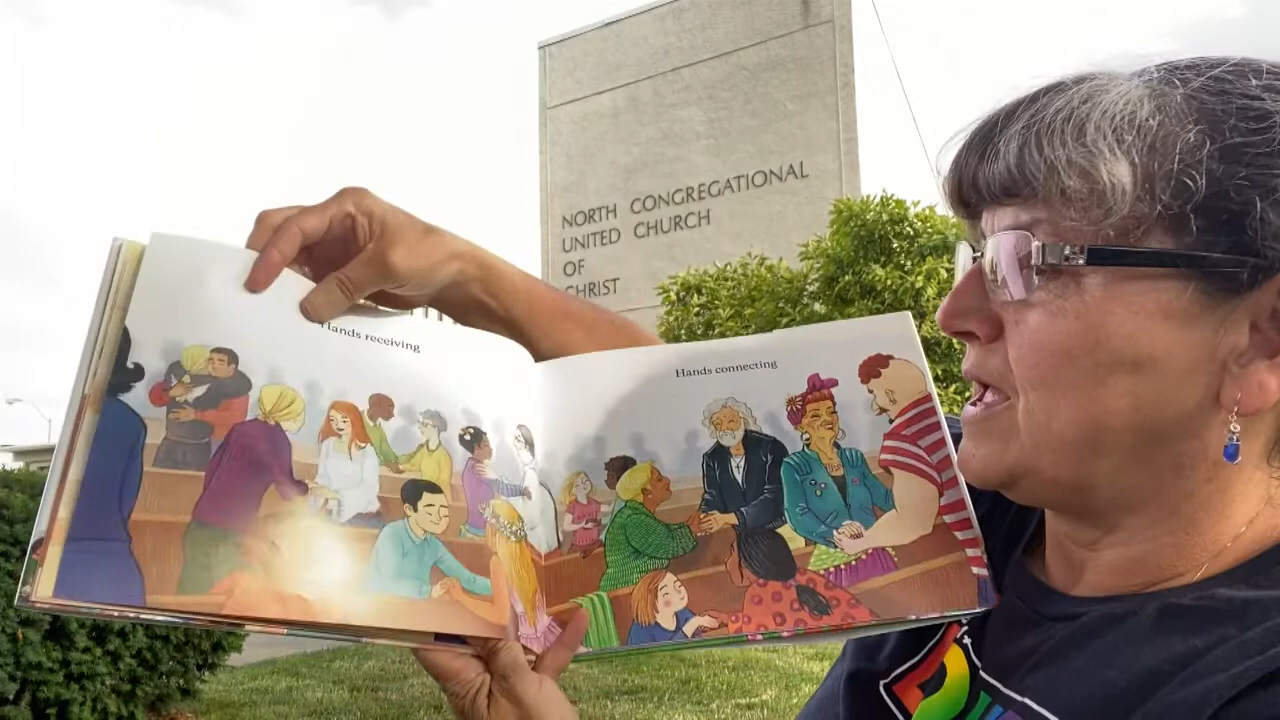 NORTH CONGREGATIONAL
UNITED CHURCH
OF
CHRIST
Hands receiving
Hands connecting